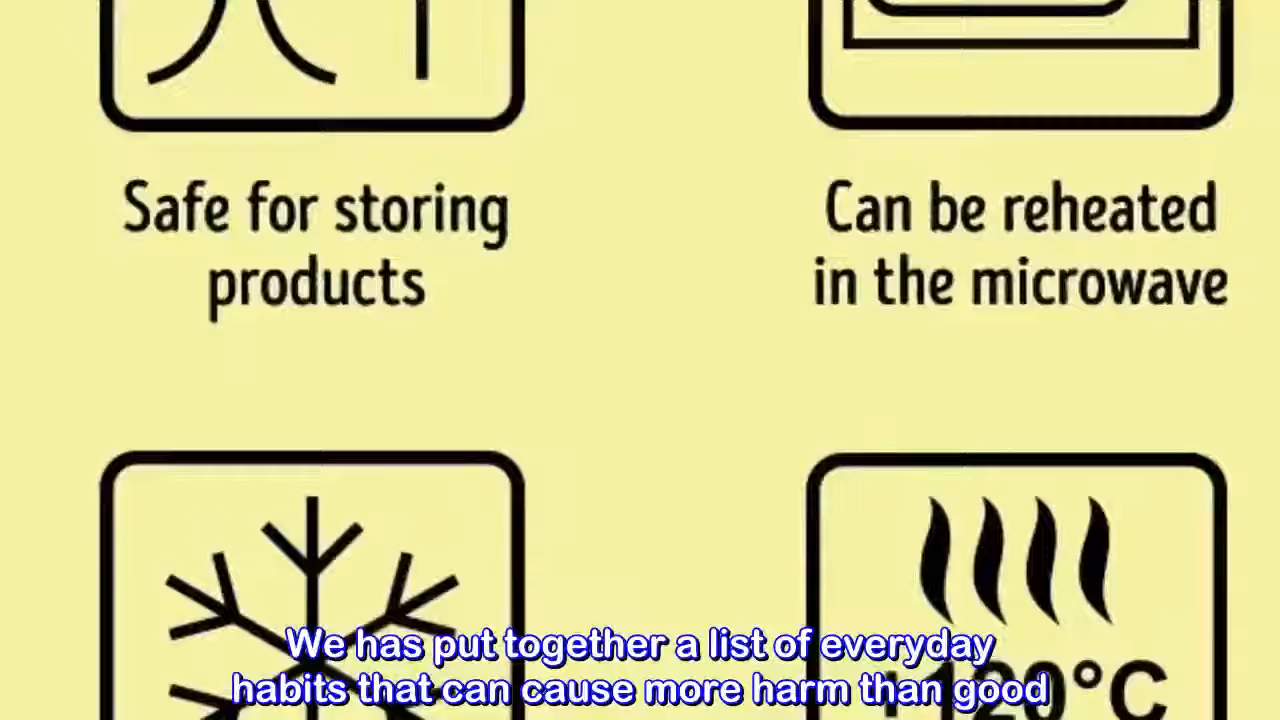 Safe for storing
products
Can be reheated
in the microwave
+120°C
We has put together a list of everyday
habits that can cause more harm than good